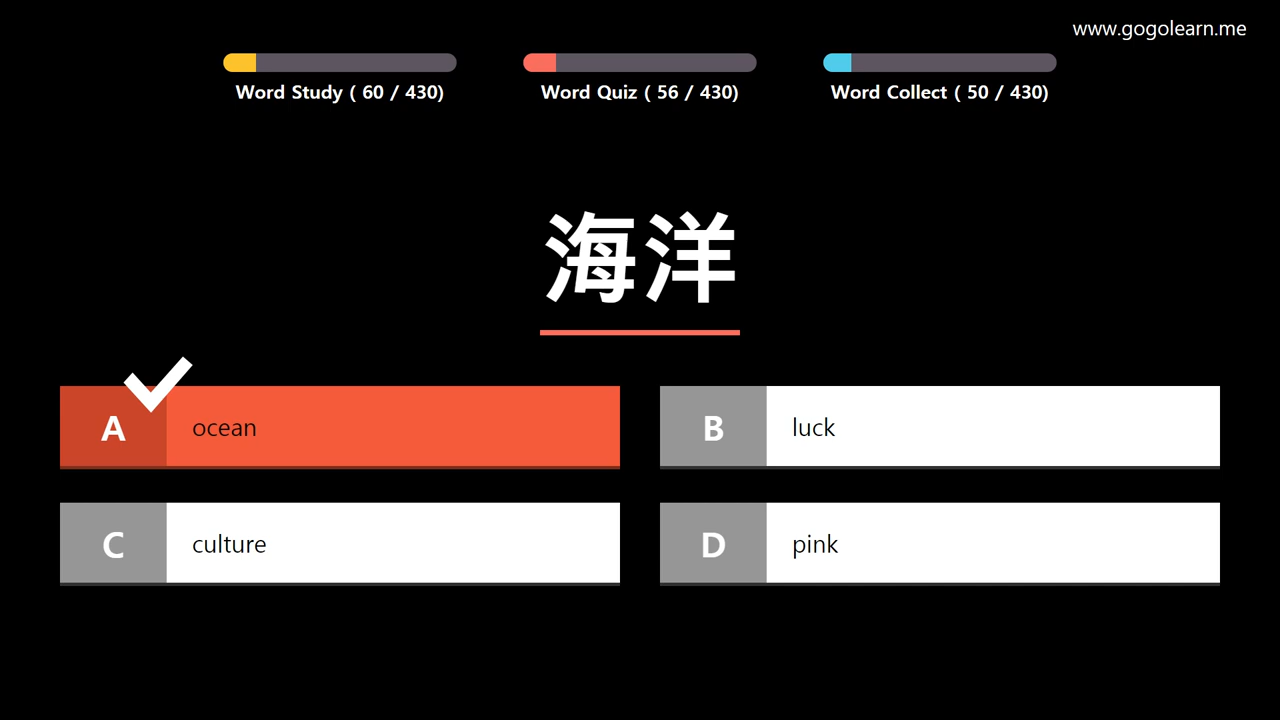 www.gogolearn.me
Word Study ( 60 / 430)
Word Quiz ( 56 / 430)
Word Collect ( 50 / 430)
海洋
A ocean
B luck
C culture
D pink